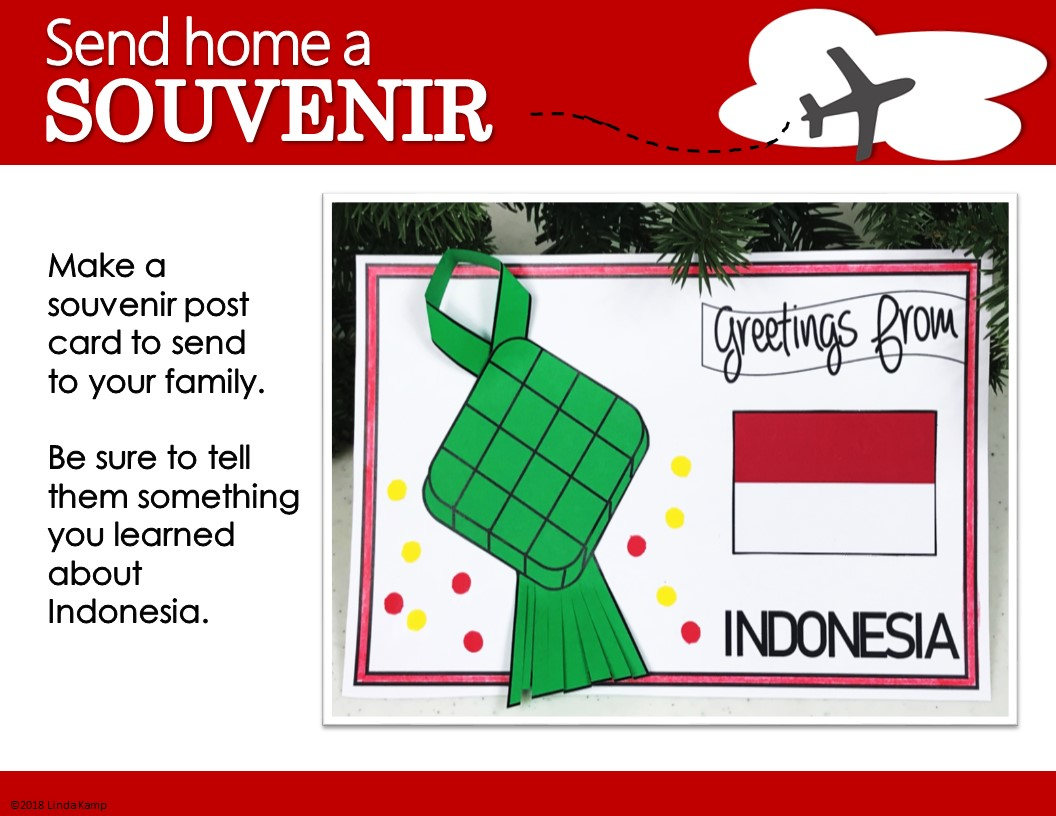 Send home a
SOUVENIR
Make a
souvenir post
card to send
to your family.
Be sure to tell
them something
you learned
about
Indonesia.
greetings from
INDONESIA
©2018 Linda Kamp